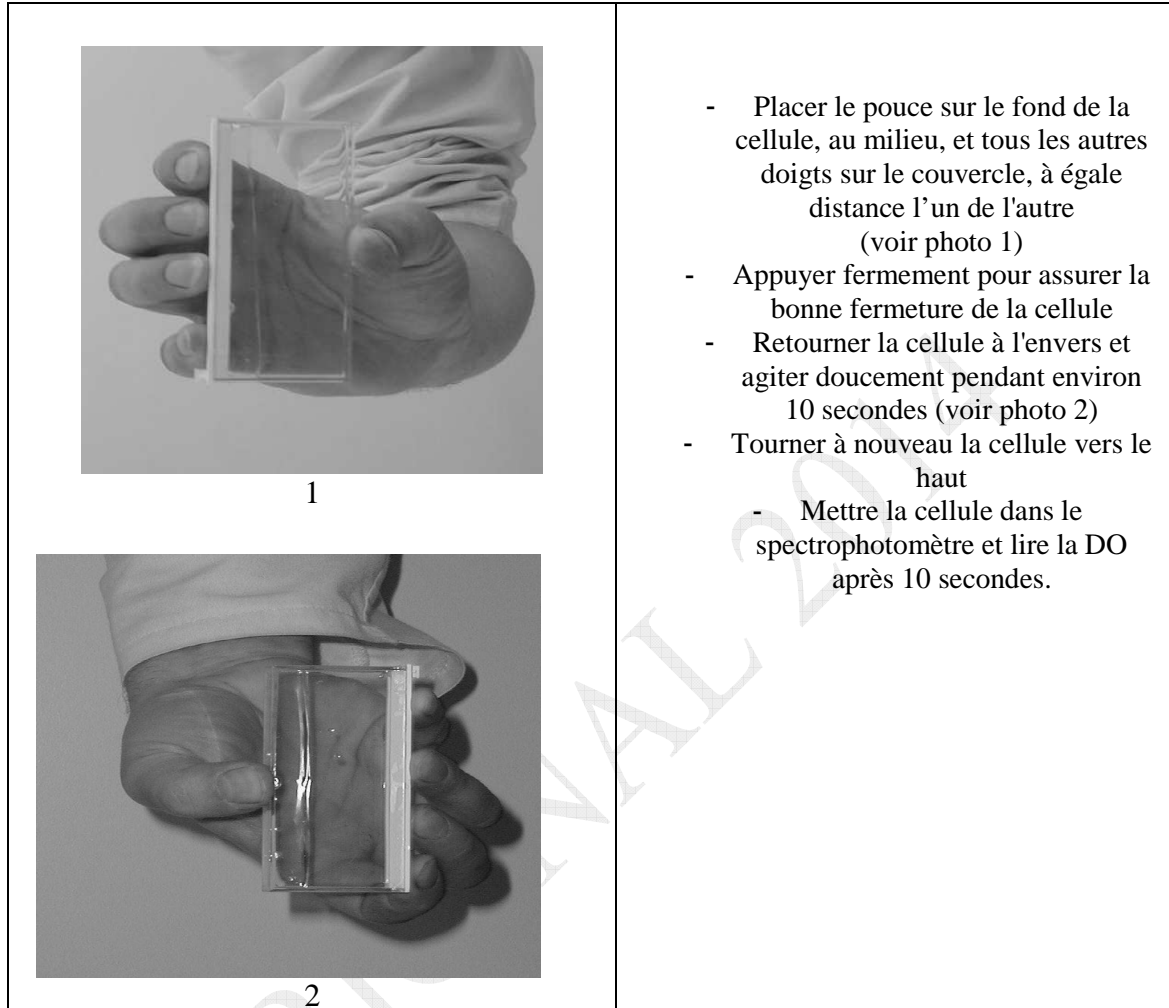 1
2
- Placer le pouce sur le fond de la
cellule, au milieu, et tous les autres
doigts sur le couvercle, à égale
distance l’un de l'autre
(voir photo 1)
- Appuyer fermement pour assurer la
bonne fermeture de la cellule
- Retourner la cellule à l'envers et
agiter doucement pendant environ
10 secondes (voir photo 2)
- Tourner à nouveau la cellule vers le
haut
- Mettre la cellule dans le
spectrophotomètre et lire la DO
après 10 secondes.
NAL 2014